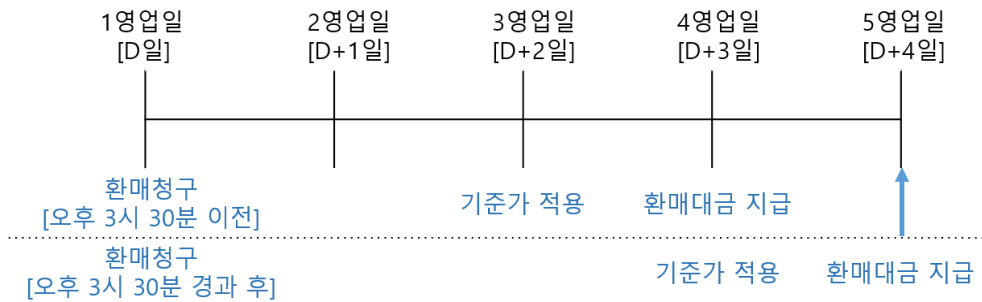 1영업일 2영업일 3영업일 4영업일 5영업일
[D일] [D+1일] [D+2일] [D+3일] [D+4일]
환매청구
[오후 3시 30분 이전]
기준가 적용 환매대금 지급
환매청구
[오후 3시 30분 경과 후]
기준가 적용 환매대금 지급